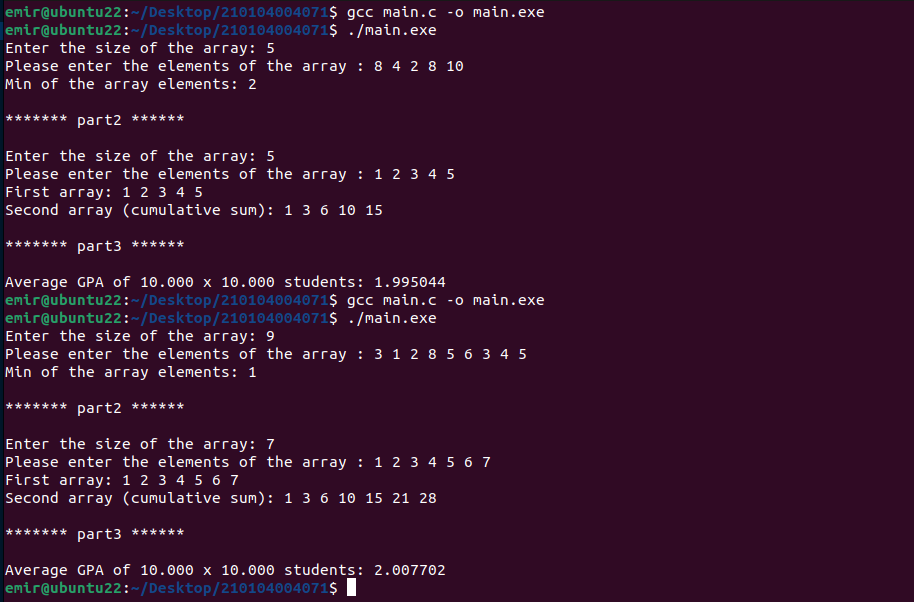 emir@ubuntu22:~/Desktop/210104004071$ gcc main.c -o main.exe
emir@ubuntu22:~/Desktop/210104004071$ ./main.exe
Enter the size of the array: 5
Please enter the elements of the array : 8 4 2 8 10
Min of the array elements: 2
******* part2 ******
Enter the size of the array: 5
Please enter the elements of the array : 1 2 3 4 5
First array: 1 2 3 4 5
Second array (cumulative sum): 1 3 6 10 15
******* part3 ******
Average GPA of 10.000 x 10.000 students: 1.995044
emir@ubuntu22:~/Desktop/210104004071$ gcc main.c -o main.exe
emir@ubuntu22:~/Desktop/210104004071$ ./main.exe
Enter the size of the array: 9
Please enter the elements of the array : 3 1 2 8 5 6 3 4 5
Min of the array elements: 1
******* part2 ******
Enter the size of the array: 7
Please enter the elements of the array : 1 2 3 4 5 6 7
First array: 1 2 3 4 5 6 7
Second array (cumulative sum): 1 3 6 10 15 21 28
******* part3 ******
Average GPA of 10.000 x 10.000 students: 2.007702
emir@ubuntu22:~/Desktop/210104004071$